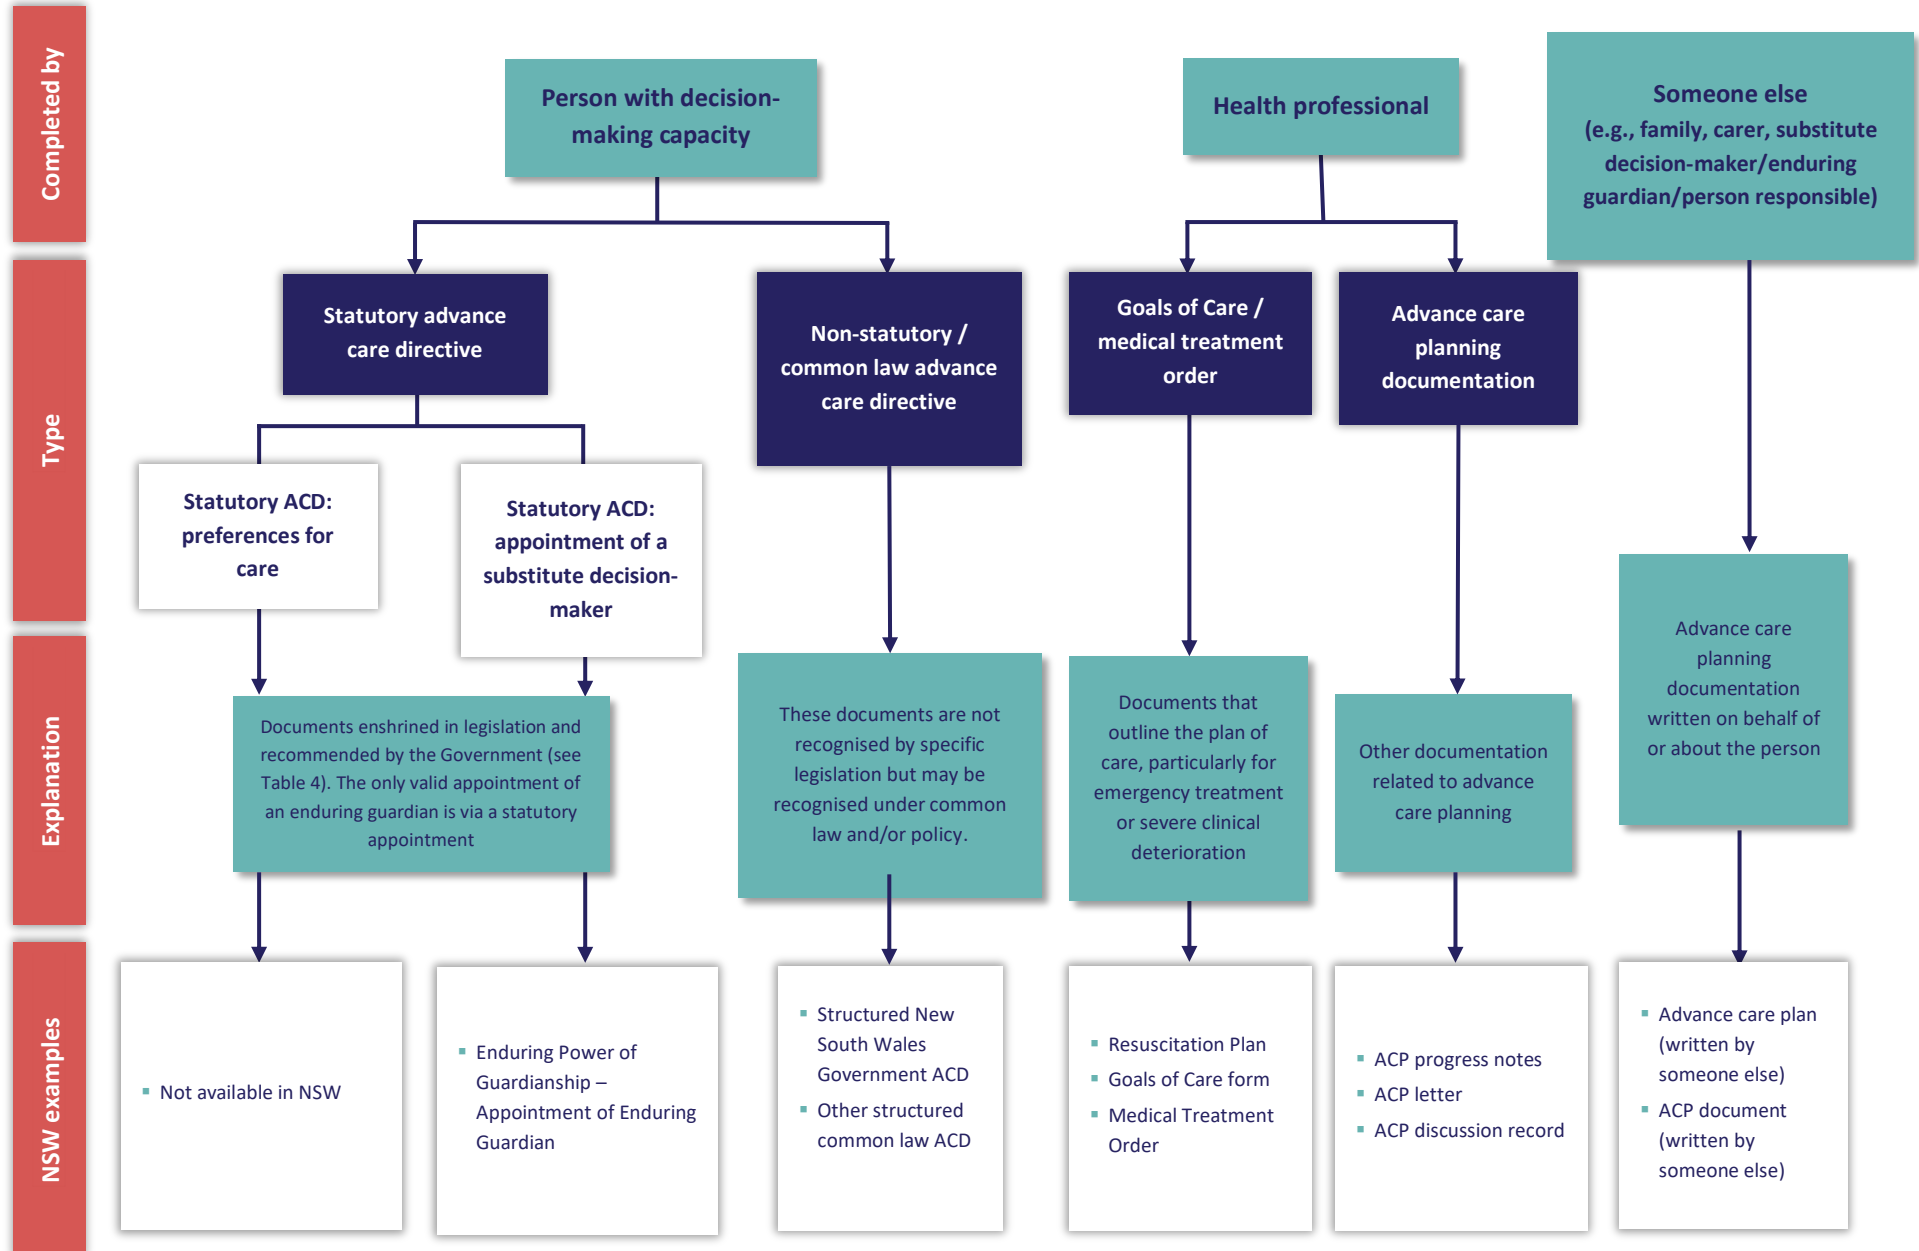 Completed by
Person with decision-
making capacity
Health professional
Someone else
(e.g., family, carer, substitute
decision-maker/enduring
guardian/person responsible)
Type
Statutory advance
care directive
Non-statutory /
common law advance
care directive
Goals of Care /
medical treatment
order
Advance care
planning
documentation
Statutory ACD:
preferences for
care
Statutory ACD:
appointment of a
substitute decision-
maker
Explanation
Documents enshrined in legislation and
recommended by the Government (see
Table 4). The only valid appointment of
an enduring guardian is via a statutory
appointment
These documents are not
recognised by specific
legislation but may be
recognised under common
law and/or policy.
Documents that
outline the plan of
care, particularly for
emergency treatment
or severe clinical
deterioration
Other documentation
related to advance
care planning
Advance care
planning
documentation
written on behalf of
or about the person
NSW examples
▪ Not available in NSW
▪ Enduring Power of
Guardianship –
Appointment of Enduring
Guardian
▪ Structured New
South Wales
Government ACD
▪ Other structured
common law ACD
▪ Resuscitation Plan
▪ Goals of Care form
▪ Medical Treatment
Order
▪ ACP progress notes
▪ ACP letter
▪ ACP discussion record
▪ Advance care plan
(written by
someone else)
▪ ACP document
(written by
someone else)